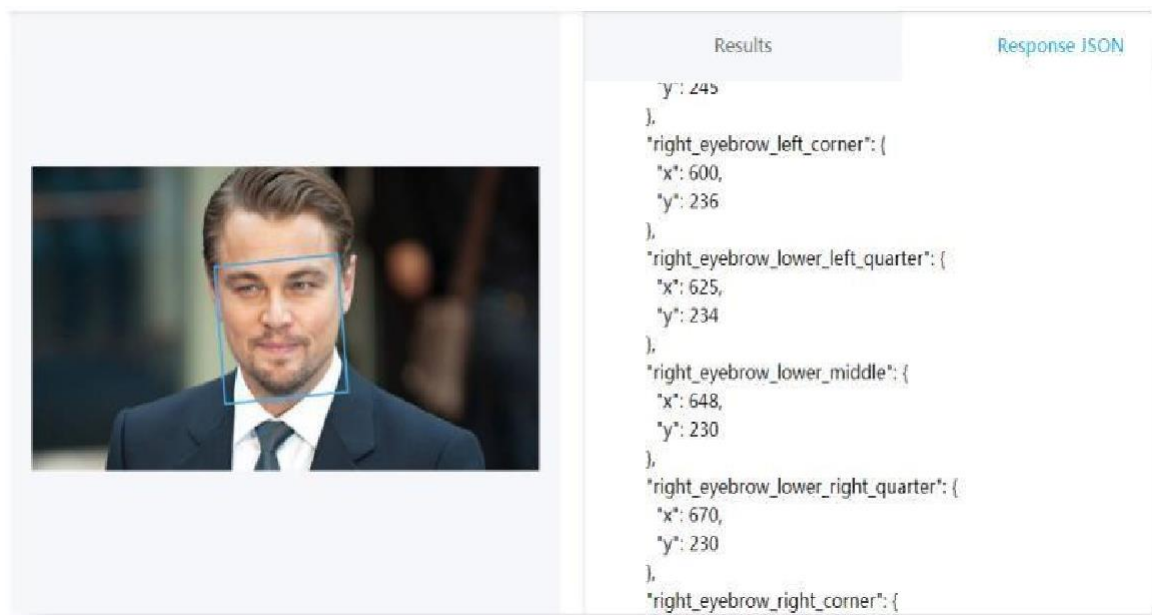 Results
Response JSON
"y": 245
},
"right_eyebrow_left_corner": {
"x": 600,
"y": 236
},
"right_eyebrow_lower_left_quarter": {
"x": 625,
"y": 234
},
"right_eyebrow_lower_middle": {
"x": 648,
"y": 230
},
"right_eyebrow_lower_right_quarter": {
"x": 670,
"y": 230
},
"right_eyebrow_right_corner": {